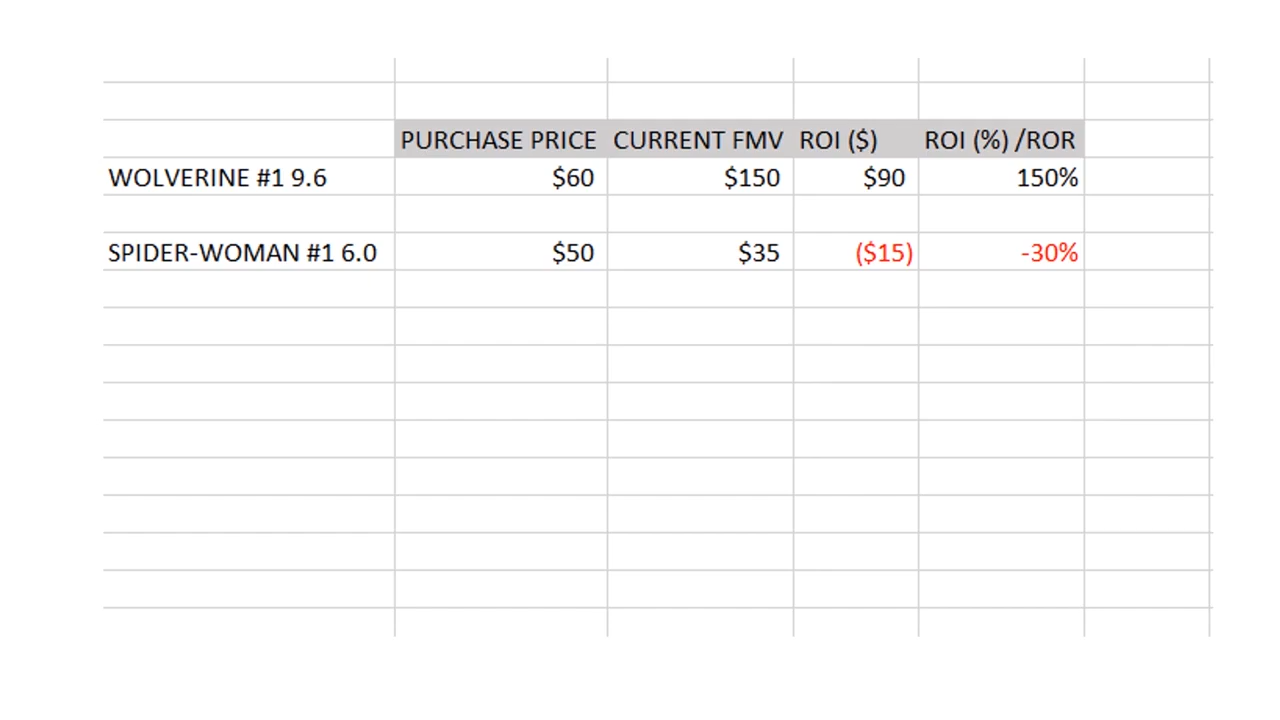 PURCHASE PRICE CURRENT FMV ROI ($) ROI (%) /ROR
WOLVERINE #1 9.6 $60 $150 $90 150%
SPIDER-WOMAN #1 6.0 $50 $35 ($15) -30%